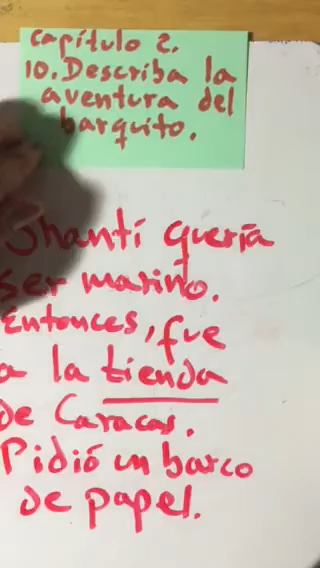 capítulo 2.
10. Describa la
aventura del
barquito.
Shantí quería
ser marino.
Entonces, fue
a la tienda
de Caracas.
Pidió un barco
de papel.